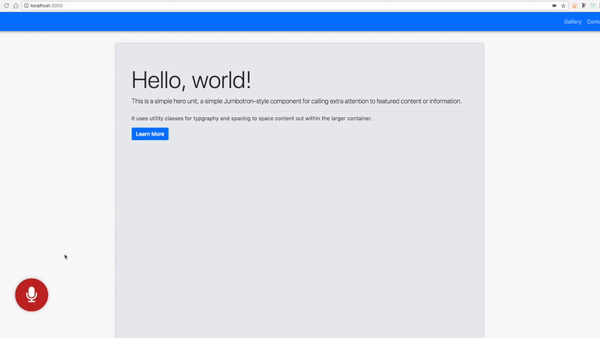 localhost:3000
Gallery
Hello, world!
This is a simple hero unit, a simple Jumbotron-style component for calling extra attention to featured content or information.
It uses utility classes for typgraphy and spacing to space content out within the larger container.
Learn More